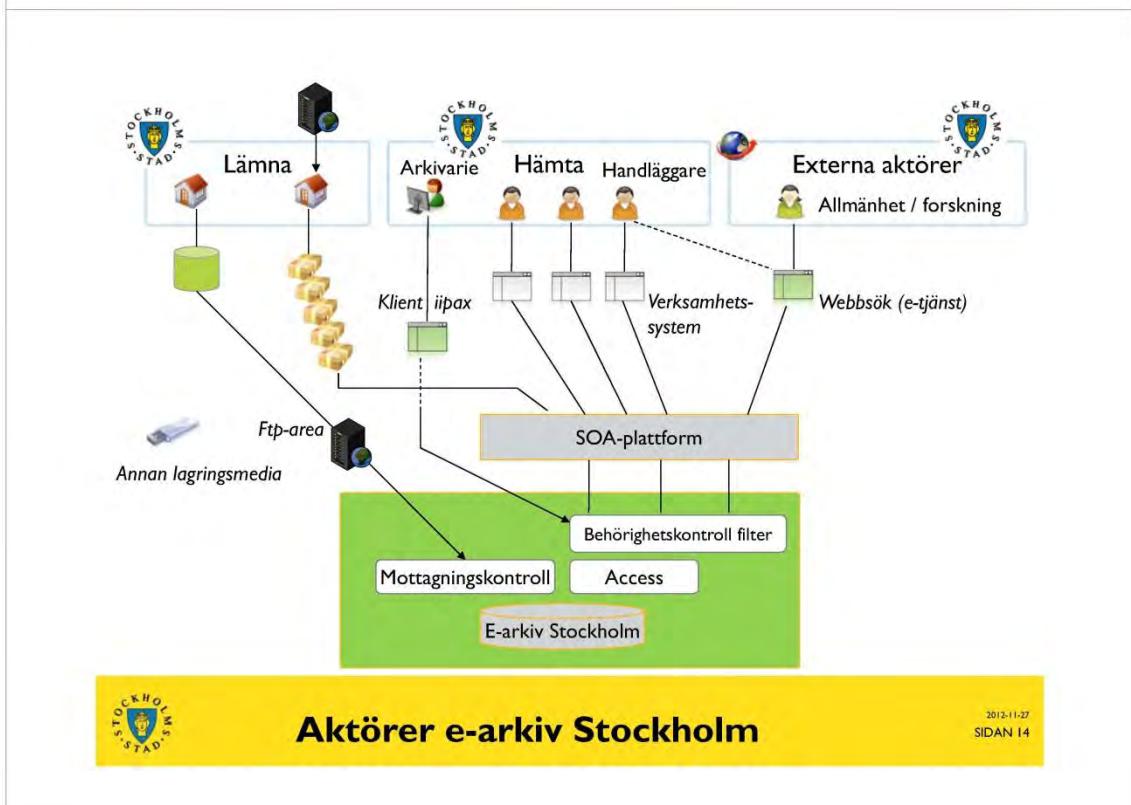 STOCKHOLMS STAD
STOCKHOLMS STAD
STOCKHOLMS STAD
Lämna
Arkivarie
Hämta
Handläggare
Externa aktörer
Allmänhet / forskning
Klient iipax
Verksamhets-
system
Webbsök (e-tjänst)
Ftp-area
SOA-plattform
Annan lagringsmedia
Behörighetskontroll filter
Mottagningskontroll
Access
E-arkiv Stockholm
STOCKHOLMS STAD
Aktörer e-arkiv Stockholm
2012-11-27
SIDAN 14